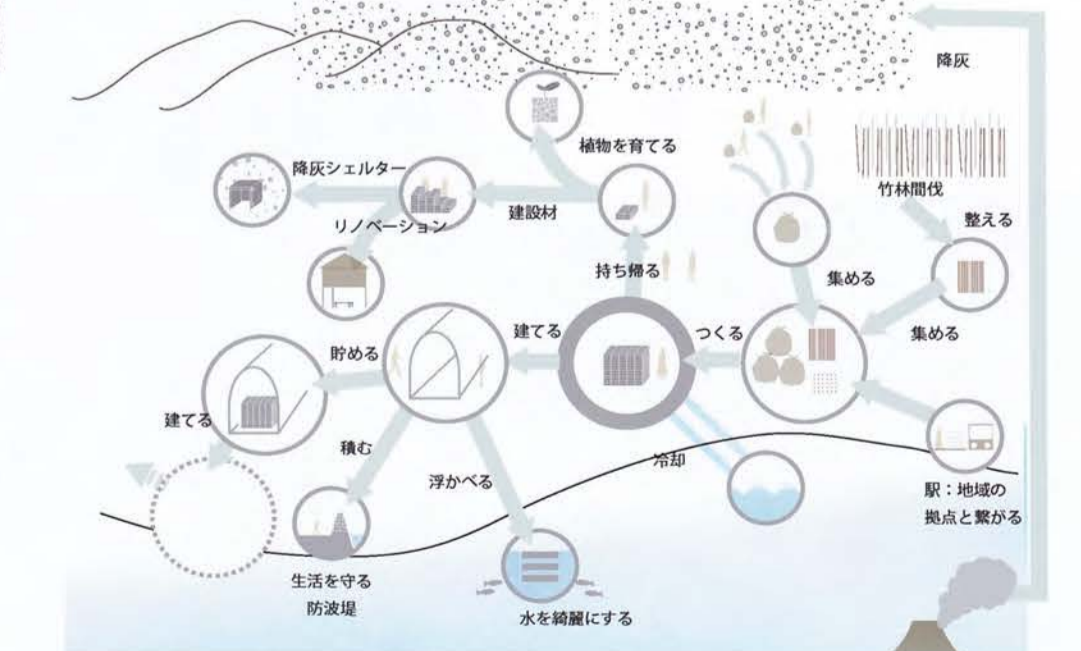 降灰
植物を育てる
竹林間伐
降灰シェルター
建設材
整える
リノベーション
持ち帰る
集める
集める
建てる
つくる
貯める
建てる
積む
冷却
浮かべる
駅：地域の
拠点と繋がる
生活を守る
防波堤
水を綺麗にする